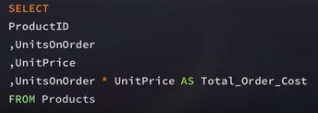 SELECT
ProductID
,UnitsOnOrder
,UnitPrice
,UnitsOnOrder * UnitPrice AS Total_Order_Cost
FROM Products